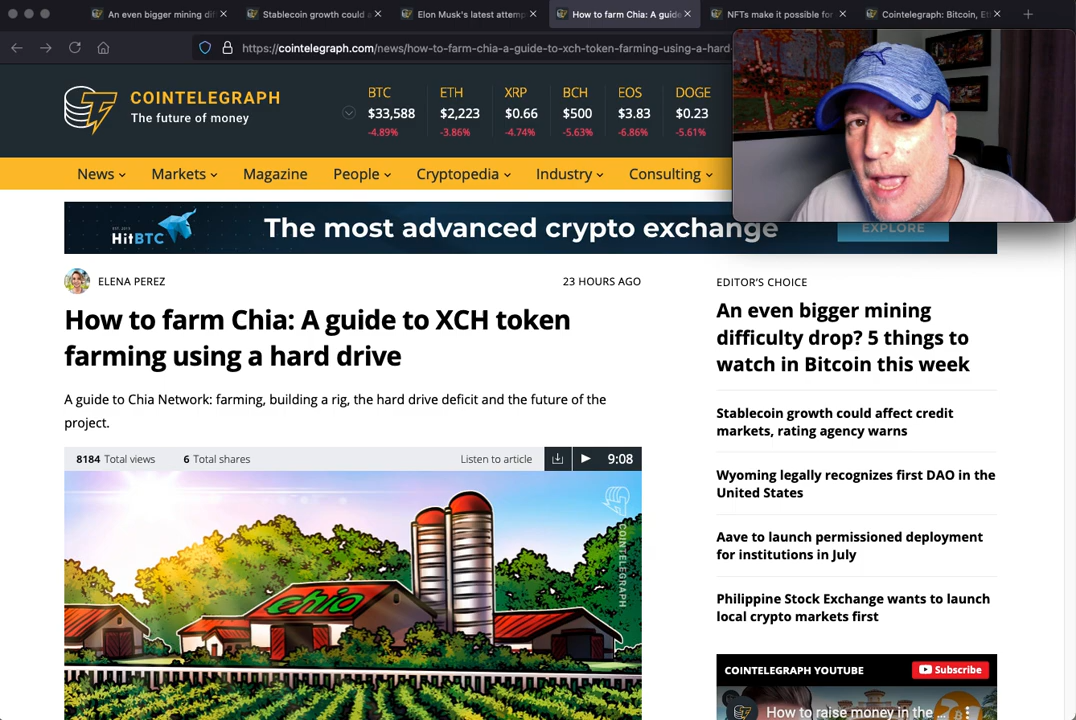 An even bigger mining dif
Stablecoin growth could a
Elon Musk's latest attemp
How to farm Chia: A guide
NFTs make it possible for
Cointelegraph: Bitcoin, Et
https://cointelegraph.com/news/how-to-farm-chia-a-guide-to-xch-token-farming-using-a-hard-
COINTELEGRAPH
The future of money
BTC ETH XRP BCH EOS DOGE
$33,588 $2,223 $0.66 $500 $3.83 $0.23
-4.89% -3.86% -4.74% -5.63% -6.86% -5.61%
News Markets Magazine People Cryptopedia Industry Consulting
HitBTC
The most advanced crypto exchange
EXPLORE
ELENA PEREZ
23 HOURS AGO
How to farm Chia: A guide to XCH token
farming using a hard drive
A guide to Chia Network: farming, building a rig, the hard drive deficit and the future of the
project.
8184 Total views 6 Total shares Listen to article 9:08
COINTELEGRAPH
chia
EDITOR'S CHOICE
An even bigger mining
difficulty drop? 5 things to
watch in Bitcoin this week
Stablecoin growth could affect credit
markets, rating agency warns
Wyoming legally recognizes first DAO in the
United States
Aave to launch permissioned deployment
for institutions in July
Philippine Stock Exchange wants to launch
local crypto markets first
COINTELEGRAPH YOUTUBE
Subscribe
How to raise money in the ...